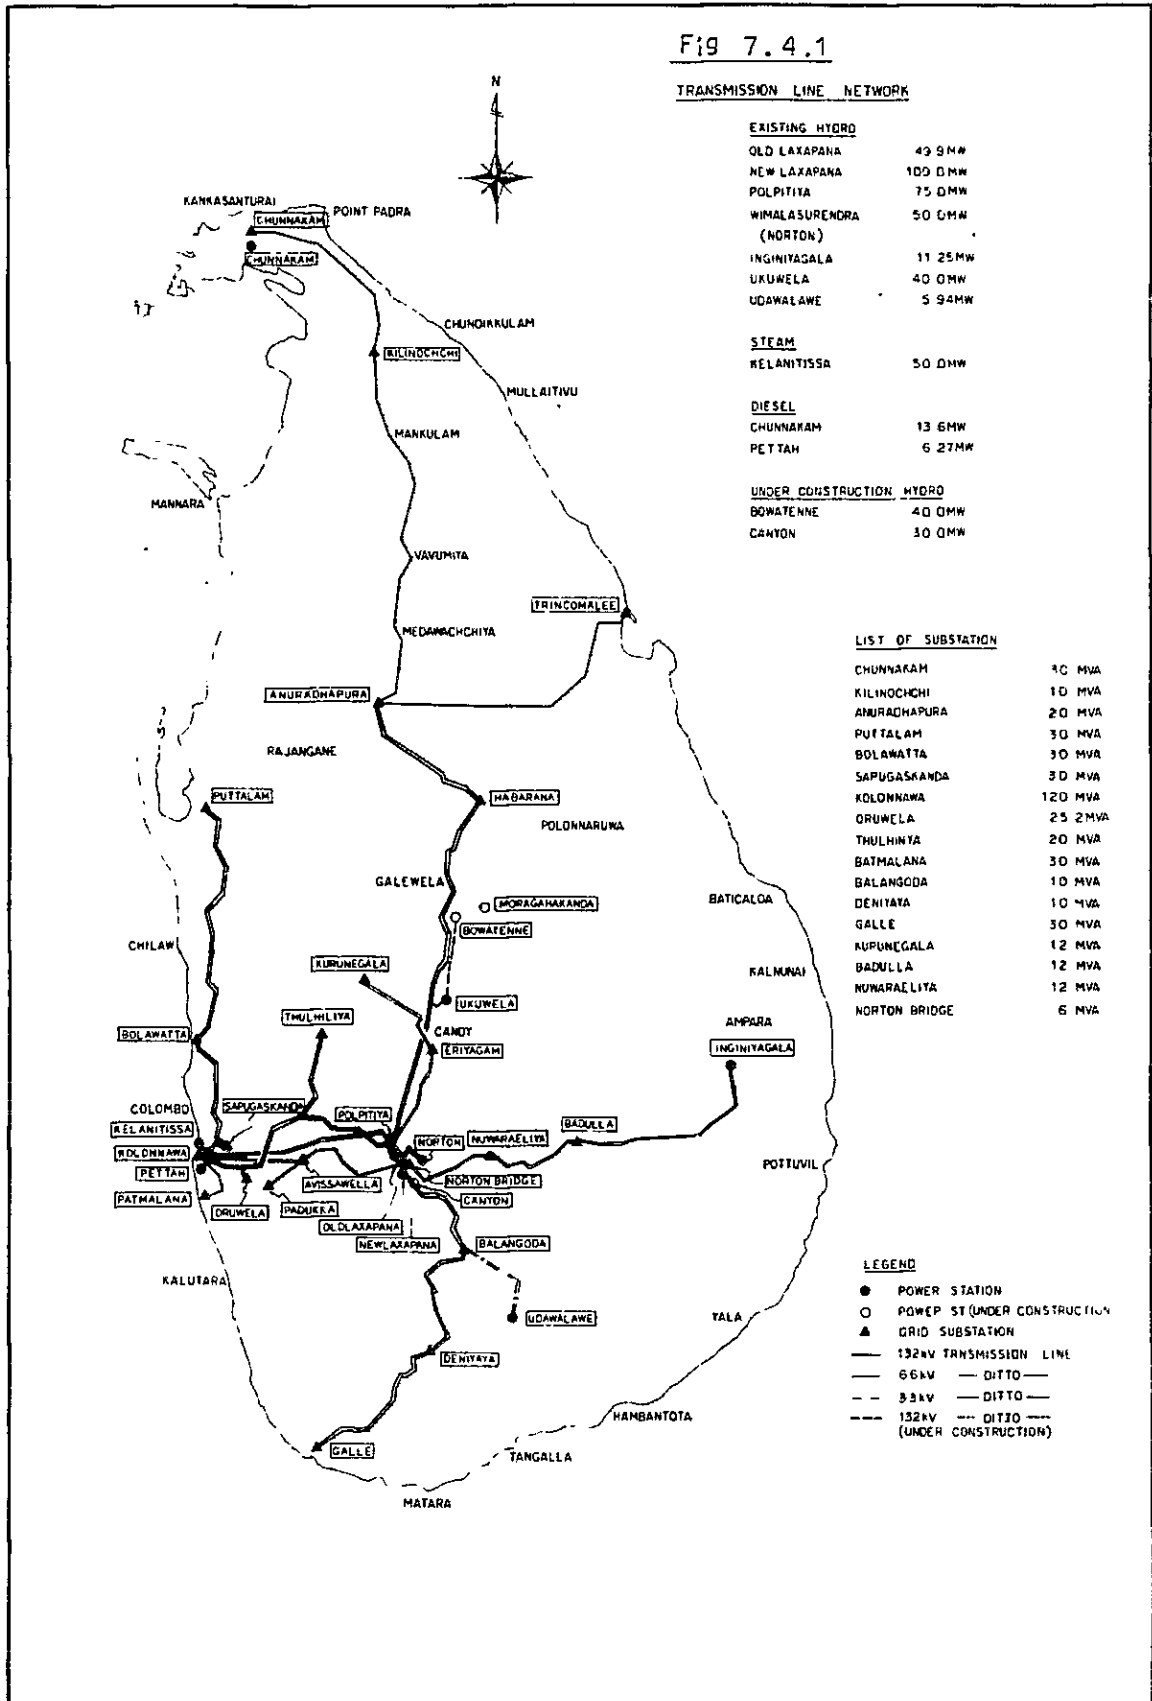 Fig 7.4.1
TRANSMISSION LINE NETWORK
EXISTING HYDRO
OLD LAXAPANA 49 9MW
NEW LAXAPANA 100 0MW
POLPITIYA 75 0MW
WIMALASURENDRA 50 0MW
(NORTON)
INGINIYAGALA 11 25MW
UKUWELA 40 0MW
UDAWALAWE 5 94MW
STEAM
KELANITISSA 50 0MW
DIESEL
CHUNNAKAM 13 6MW
PETTAH 6 27MW
UNDER CONSTRUCTION HYDRO
BOWATENNE 40 0MW
CANYON 30 0MW
LIST OF SUBSTATION
CHUNNAKAM MVA
KILINOCHCHI 10 MVA
ANURADHAPURA 20 MVA
PUTTALAM 30 MVA
BOLAWATTA 30 MVA
SAPUGASKANDA 30 MVA
KOLONNAWA 120 MVA
ORUWELA 25 2MVA
THULHINYA 20 MVA
BATMALANA 30 MVA
BALANGODA 10 MVA
DENIYAYA 10 MVA
GALLE 30 MVA
KURUNEGALA 12 MVA
BADULLA 12 MVA
NUWARAELIYA 12 MVA
NORTON BRIDGE 6 MVA
LEGEND
POWER STATION
POWER ST(UNDER CONSTRUCTION
GRID SUBSTATION
132kV TRNSMISSION LINE
66kV — DITTO —
33kV — DITTO —
132kV — DITTO —
(UNDER CONSTRUCTION)
N
KANKASANTURAI
POINT PADRA
CHUNNAKAM
CHUNNAKAM
CHUNDIKKULAM
KILINOCHCHI
MULLAITIVU
MANKULAM
MANNARA
VAVUMITA
TRINCOMALEE
MEDAWACHCHIYA
ANURADHAPURA
RAJANGANE
PUTTALAM
HABARANA
POLONNARUWA
GALEWELA
MORAGAHAKANDA
BATICALOA
BOWATENNE
CHILAW
KURUNEGALA
KALMUNAI
UKUWELA
THULHILIYA
AMPARA
BOLAWATTA
CANDY
ERIYAGAM
INGINIYAGALA
COLOMBO
SAPUGASKANDA
POLPITIYA
BADULLA
KELANITISSA
NORTON
NUWARAELIYA
KOLONNAWA
POTTUVIL
PETTAH
AVISSAWELLA
NORTON BRIDGE
PATMALANA
ORUWELA
PADUKKA
CANYON
OLDLAXAPANA
NEWLAXAPANA
BALANGODA
KALUTARA
UDAWALAWE
YALA
DENIYAYA
HAMBANTOTA
GALLE
TANGALLA
MATARA